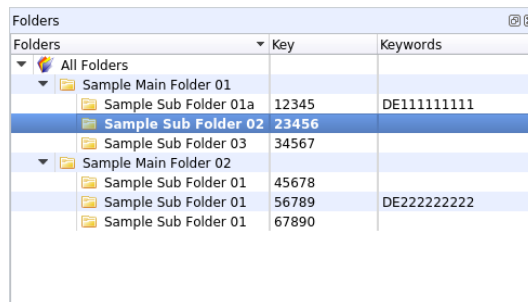 Folders
Folders Key Keywords
All Folders
Sample Main Folder 01
Sample Sub Folder 01a 12345 DE111111111
Sample Sub Folder 02 23456
Sample Sub Folder 03 34567
Sample Main Folder 02
Sample Sub Folder 01 45678
Sample Sub Folder 01 56789 DE222222222
Sample Sub Folder 01 67890